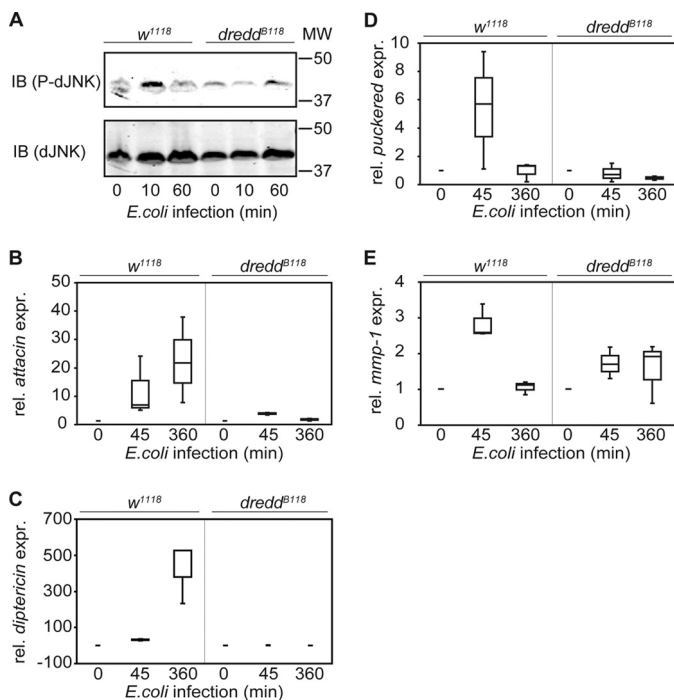 A
w1118 dreddB118 MW
IB (P-dJNK)
50
37
IB (dJNK)
50
37
0 10 60 0 10 60
E.coli infection (min)
B
w1118 dreddB118
rel. attacin expr.
50
40
30
20
10
0
0 45 360 0 45 360
E.coli infection (min)
C
w1118 dreddB118
rel. diptericin expr.
700
500
300
100
-100
0 45 360 0 45 360
E.coli infection (min)
D
w1118 dreddB118
rel. puckered expr.
10
8
6
4
2
0
0 45 360 0 45 360
E.coli infection (min)
E
w1118 dreddB118
rel. mmp-1 expr.
4
3
2
1
0
0 45 360 0 45 360
E.coli infection (min)